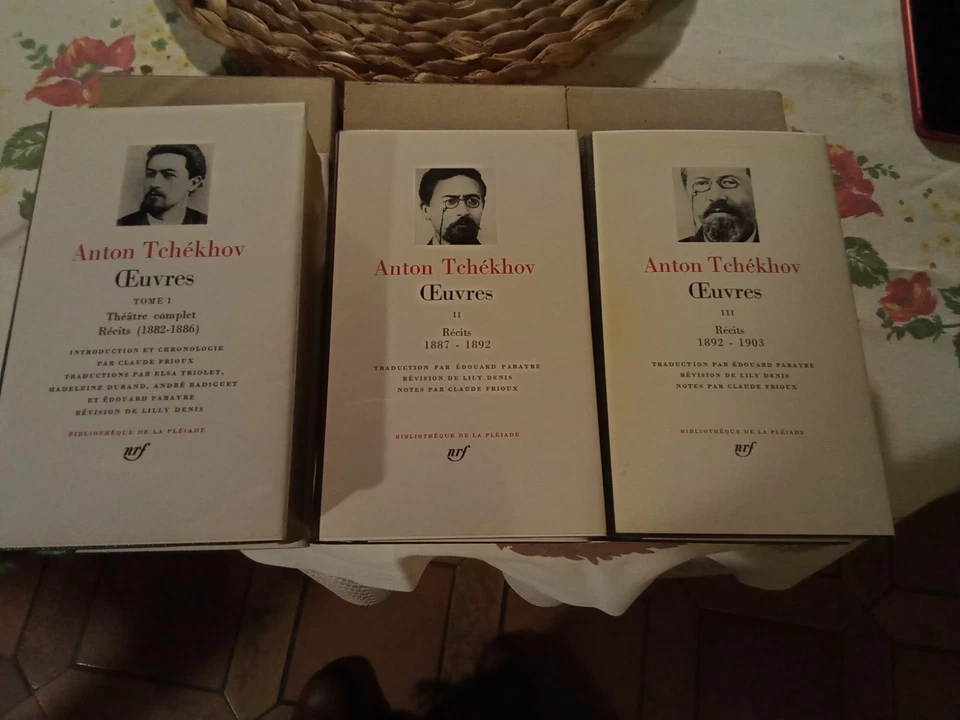 Anton Tchékhov
Œuvres
TOME I
Théâtre complet
Récits (1882-1886)
INTRODUCTION ET CHRONOLOGIE
PAR CLAUDE FRIOUX
TRADUCTIONS PAR ELSA TRIOLET,
MADELEINE DURAND, ANDRÉ RADIGUET
ET ÉDOUARD PARAYRE
RÉVISION DE LILLY DENIS
BIBLIOTHÈQUE DE LA PLÉIADE
nrf
Anton Tchékhov
Œuvres
II
Récits
1887 - 1892
TRADUCTION PAR ÉDOUARD PARAYRE
RÉVISION DE LILY DENIS
NOTES PAR CLAUDE FRIOUX
BIBLIOTHÈQUE DE LA PLÉIADE
nrf
Anton Tchékhov
Œuvres
III
Récits
1892 - 1903
TRADUCTION PAR ÉDOUARD PARAYRE
RÉVISION DE LILY DENIS
NOTES PAR CLAUDE FRIOUX
BIBLIOTHÈQUE DE LA PLÉIADE
nrf